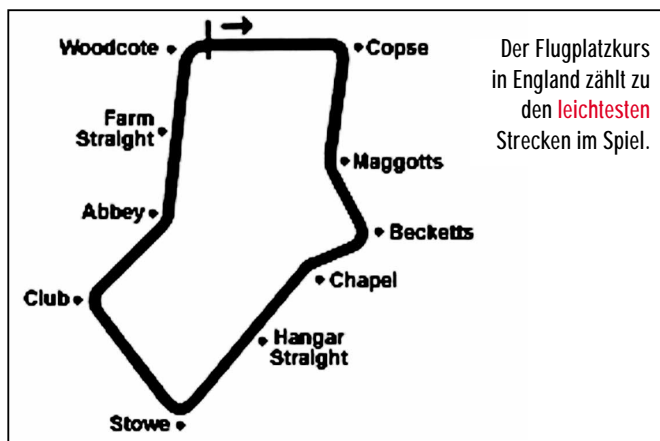 Woodcote
Copse
Farm
Straight
Maggotts
Abbey
Becketts
Chapel
Club
Hangar
Straight
Stowe
Der Flugplatzkurs
in England zählt zu
den leichtesten
Strecken im Spiel.